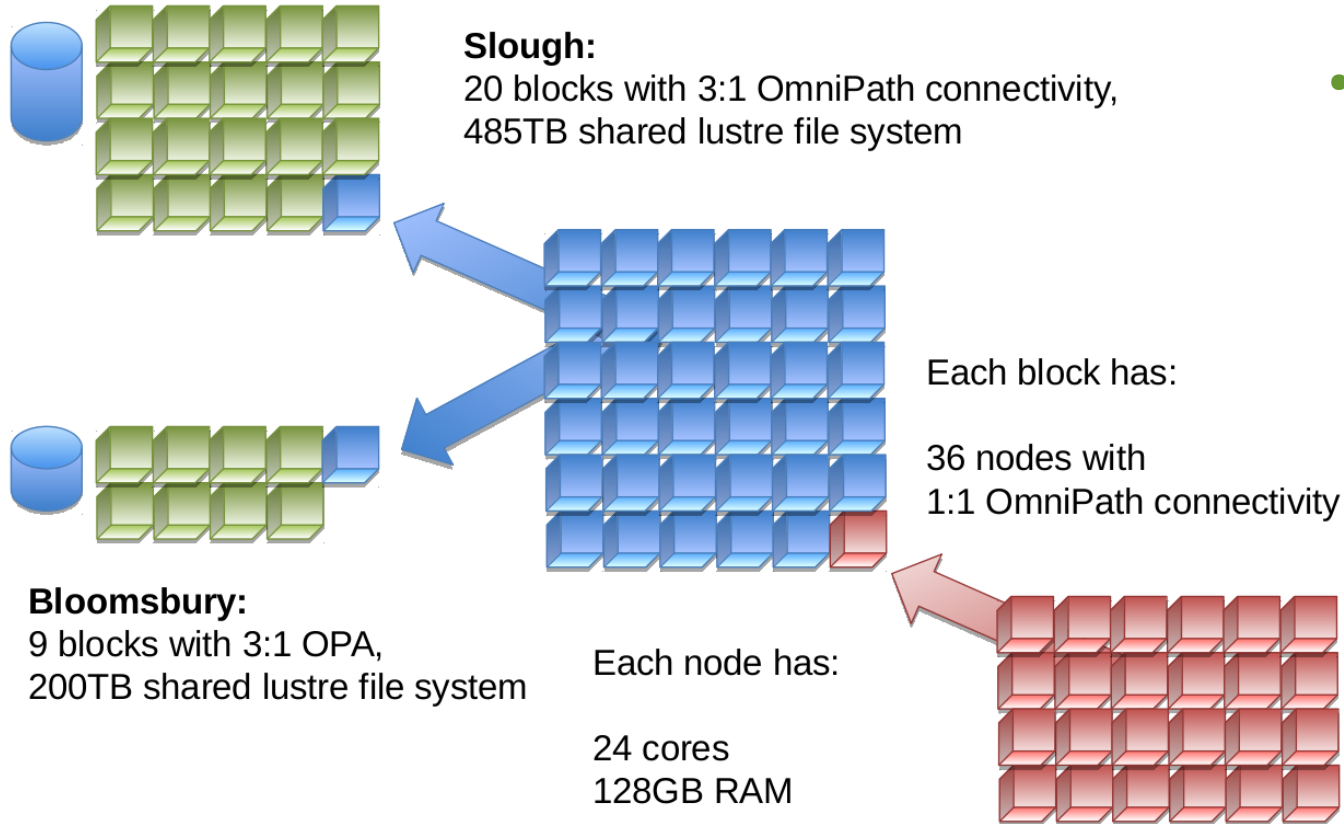 Slough:
20 blocks with 3:1 OmniPath connectivity,
485TB shared lustre file system
Each block has:
36 nodes with
1:1 OmniPath connectivity
Bloomsbury:
9 blocks with 3:1 OPA,
200TB shared lustre file system
Each node has:
24 cores
128GB RAM